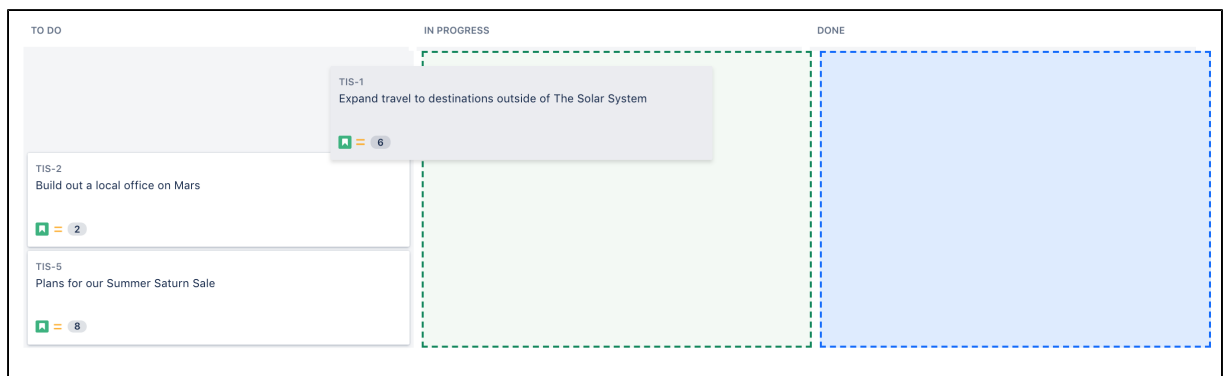 TO DO
IN PROGRESS
DONE
TIS-1
Expand travel to destinations outside of The Solar System
6
TIS-2
Build out a local office on Mars
2
TIS-5
Plans for our Summer Saturn Sale
8